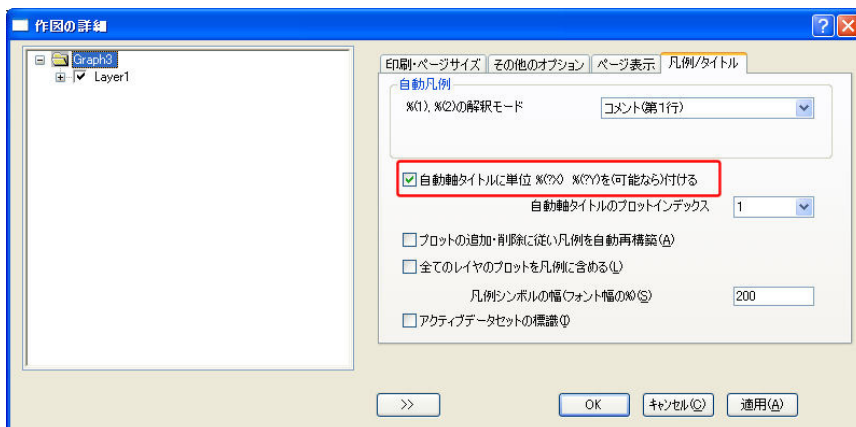 作図の詳細
Graph3
Layer1
印刷・ページサイズ その他のオプション ページ表示 凡例/タイトル
自動凡例
%(1), %(2)の解釈モード コメント(第1行)
自動軸タイトルに単位 %(?X) %(?Y)を(可能なら)付ける
自動軸タイトルのプロットインデックス 1
プロットの追加・削除に従い凡例を自動再構築(A)
全てのレイヤのプロットを凡例に含める(L)
凡例シンボルの幅(フォント幅の%)(S) 200
アクティブデータセットの標識(I)
>> OK キャンセル(C) 適用(A)